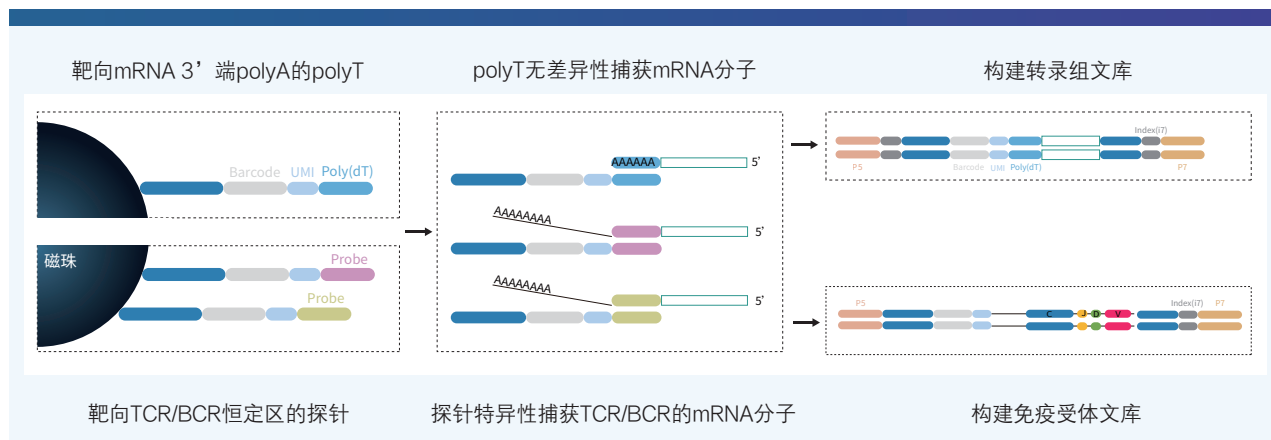 靶向mRNA 3’端polyA的polyT
polyT无差异性捕获mRNA分子
构建转录组文库
Barcode UMI Poly(dT)
磁珠
Probe
Probe
AAAAAA 5’
AAAAAAAA
5’
AAAAAAAA
5’
Index(i7)
P5 Barcode UMI Poly(dT) P7
P5 Index(i7) P7
C J D V
靶向TCR/BCR恒定区的探针
探针特异性捕获TCR/BCR的mRNA分子
构建免疫受体文库